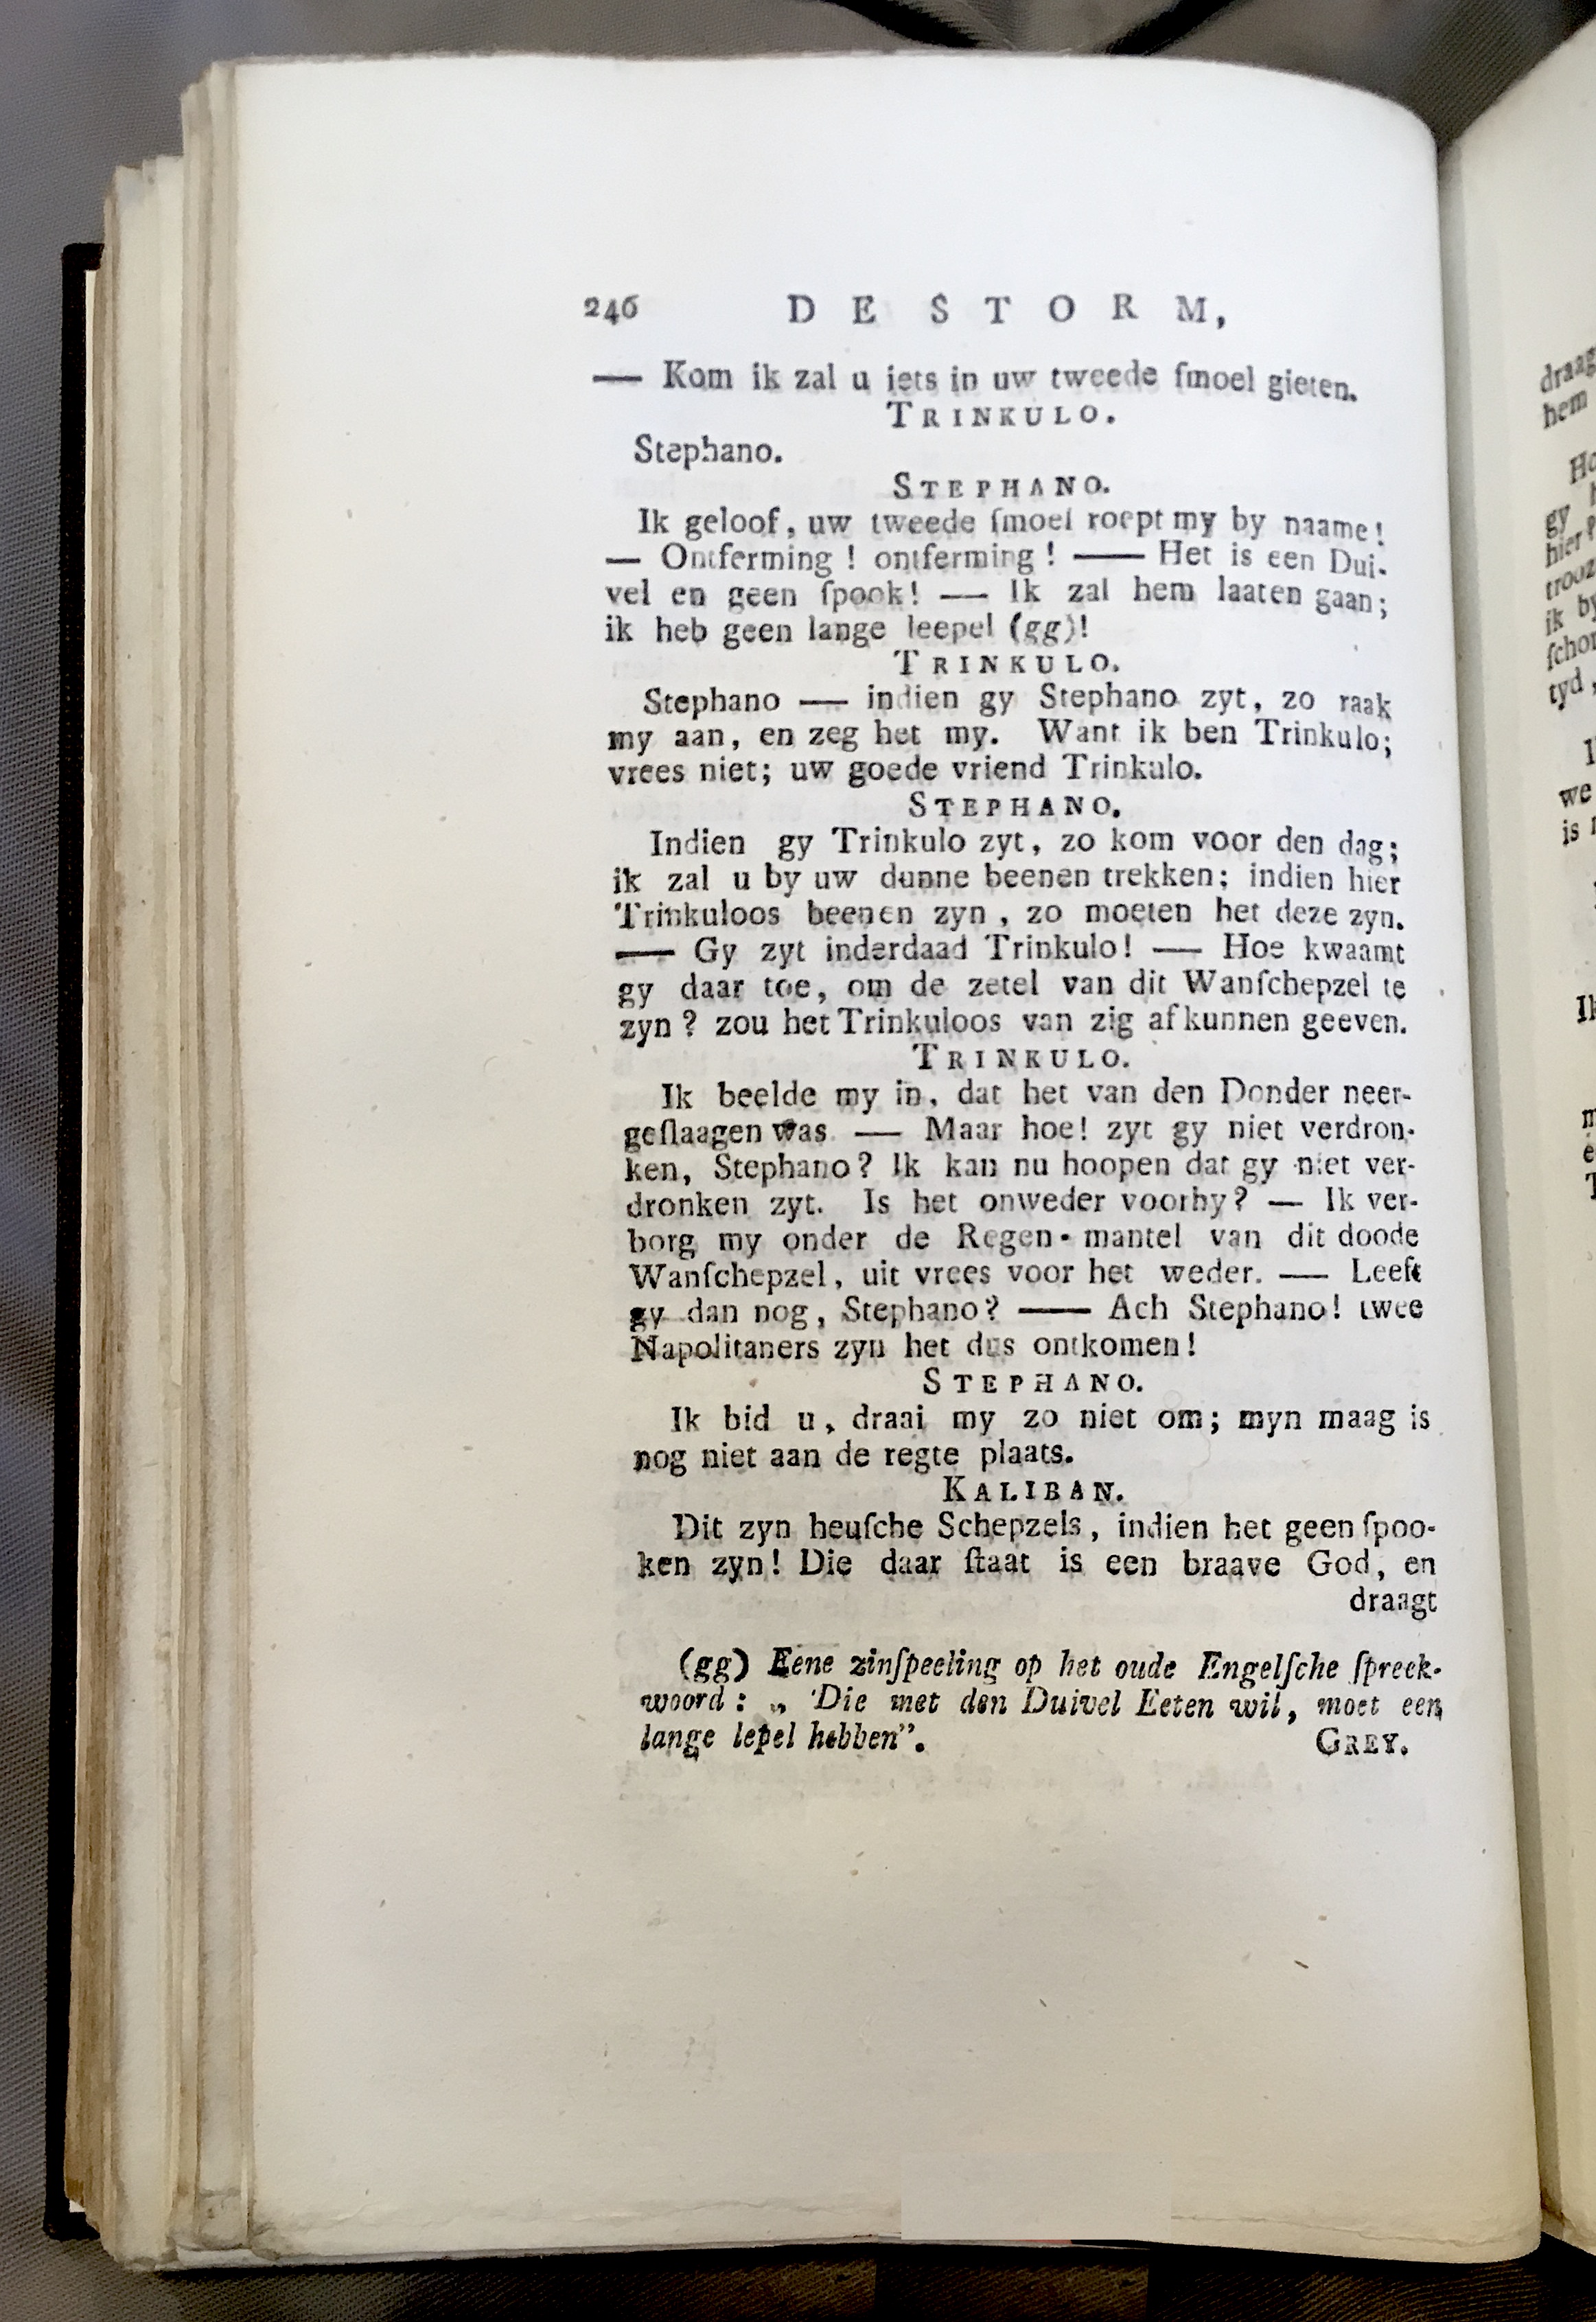 246 DE STORM,
— Kom ik zal u iets in uw tweede ſmoel gieten.
TRINKULO.
Stephano.
STEPHANO.
Ik geloof, uw tweede ſmoel roept my by naame!
— Ontferming! ontferming! —— Het is een Dui-
vel en geen ſpook! — Ik zal hem laaten gaan;
ik heb geen lange leepel (gg)!
TRINKULO.
Stephano — indien gy Stephano zyt, zo raak
my aan, en zeg het my. Want ik ben Trinkulo;
vrees niet; uw goede vriend Trinkulo.
STEPHANO.
Indien gy Trinkulo zyt, zo kom voor den dag;
ik zal u by uw dunne beenen trekken; indien hier
Trinkuloos beenen zyn, zo moeten het deze zyn.
—— Gy zyt inderdaad Trinkulo! — Hoe kwaamt
gy daar toe, om de zetel van dit Wanſchepzel te
zyn? zou het Trinkuloos van zig af kunnen geeven.
TRINKULO.
Ik beelde my in, dat het van den Donder neer-
geſlaagen was — Maar hoe! zyt gy niet verdron-
ken, Stephano? Ik kan nu hoopen dat gy niet ver-
dronken zyt. Is het onweder voorby? — Ik ver-
borg my onder de Regen-mantel van dit doode
Wanſchepzel, uit vrees voor het weder. — Leeft
gy dan nog, Stephano? —— Ach Stephano! twee
Napolitaners zyn het dus ontkomen!
STEPHANO.
Ik bid u, draai my zo niet om; myn maag is
nog niet aan de regte plaats.
KALIBAN.
Dit zyn heuſche Schepzels, indien het geen ſpoo-
ken zyn! Die daar ſtaat is een braave God, en
draagt
(gg) Eene zinſpeeling op het oude Engelſche ſpreek-
woord: „ Die met den Duivel Eeten wil, moet een
lange lepel hebben”. GREY.
draag
hem
gy
hier?
trooz
ik by
ſchor
tyd,
we
is
Ik